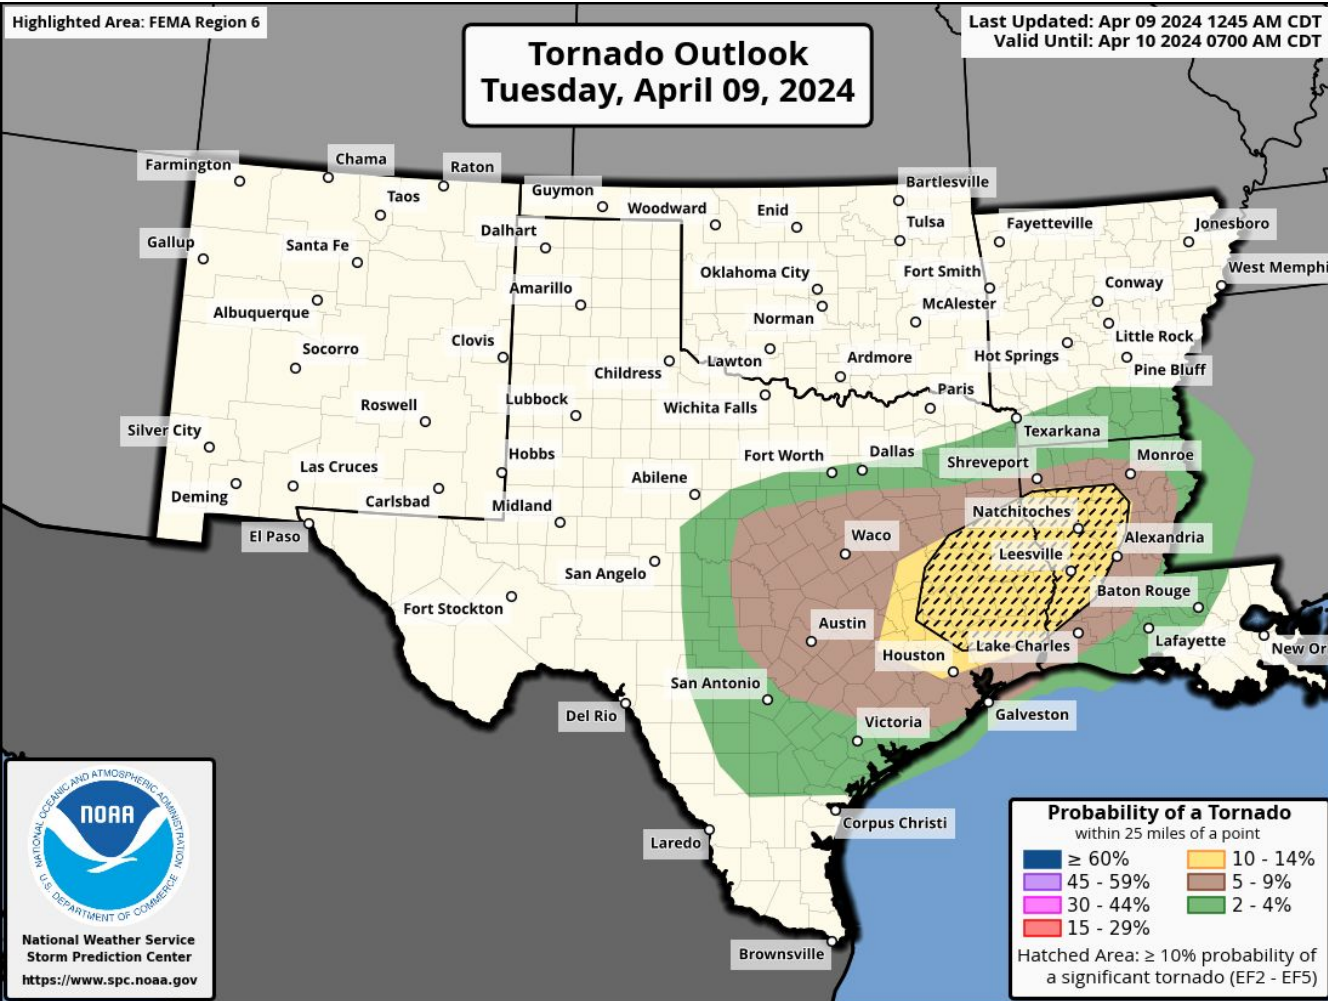 Highlighted Area: FEMA Region 6
Last Updated: Apr 09 2024 1245 AM CDT
Valid Until: Apr 10 2024 0700 AM CDT
Tornado Outlook
Tuesday, April 09, 2024
Farmington
Chama
Raton
Taos
Guymon
Woodward
Enid
Bartlesville
Tulsa
Fayetteville
Jonesboro
Gallup
Santa Fe
Dalhart
Amarillo
Oklahoma City
Fort Smith
West Memphi
Conway
Albuquerque
Norman
McAlester
Socorro
Clovis
Childress
Lawton
Ardmore
Hot Springs
Little Rock
Pine Bluff
Roswell
Lubbock
Wichita Falls
Paris
Silver City
Texarkana
Las Cruces
Hobbs
Fort Worth
Dallas
Shreveport
Monroe
Deming
Carlsbad
Midland
Abilene
Natchitoches
El Paso
Waco
Leesville
Alexandria
San Angelo
Baton Rouge
Fort Stockton
Austin
Lake Charles
Lafayette
New Or
Houston
San Antonio
Del Rio
Victoria
Galveston
Laredo
Corpus Christi
Brownsville
NATIONAL OCEANIC AND ATMOSPHERIC ADMINISTRATION
NOAA
U.S. DEPARTMENT OF COMMERCE
National Weather Service
Storm Prediction Center
https://www.spc.noaa.gov
Probability of a Tornado
within 25 miles of a point
≥ 60%
45 - 59%
30 - 44%
15 - 29%
10 - 14%
5 - 9%
2 - 4%
Hatched Area: ≥ 10% probability of
a significant tornado (EF2 - EF5)